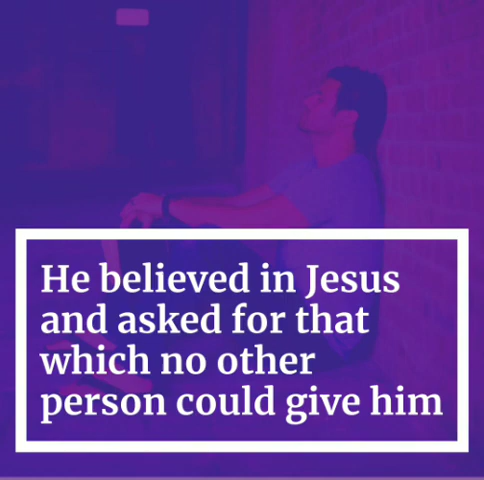 He believed in Jesus
and asked for that
which no other
person could give him